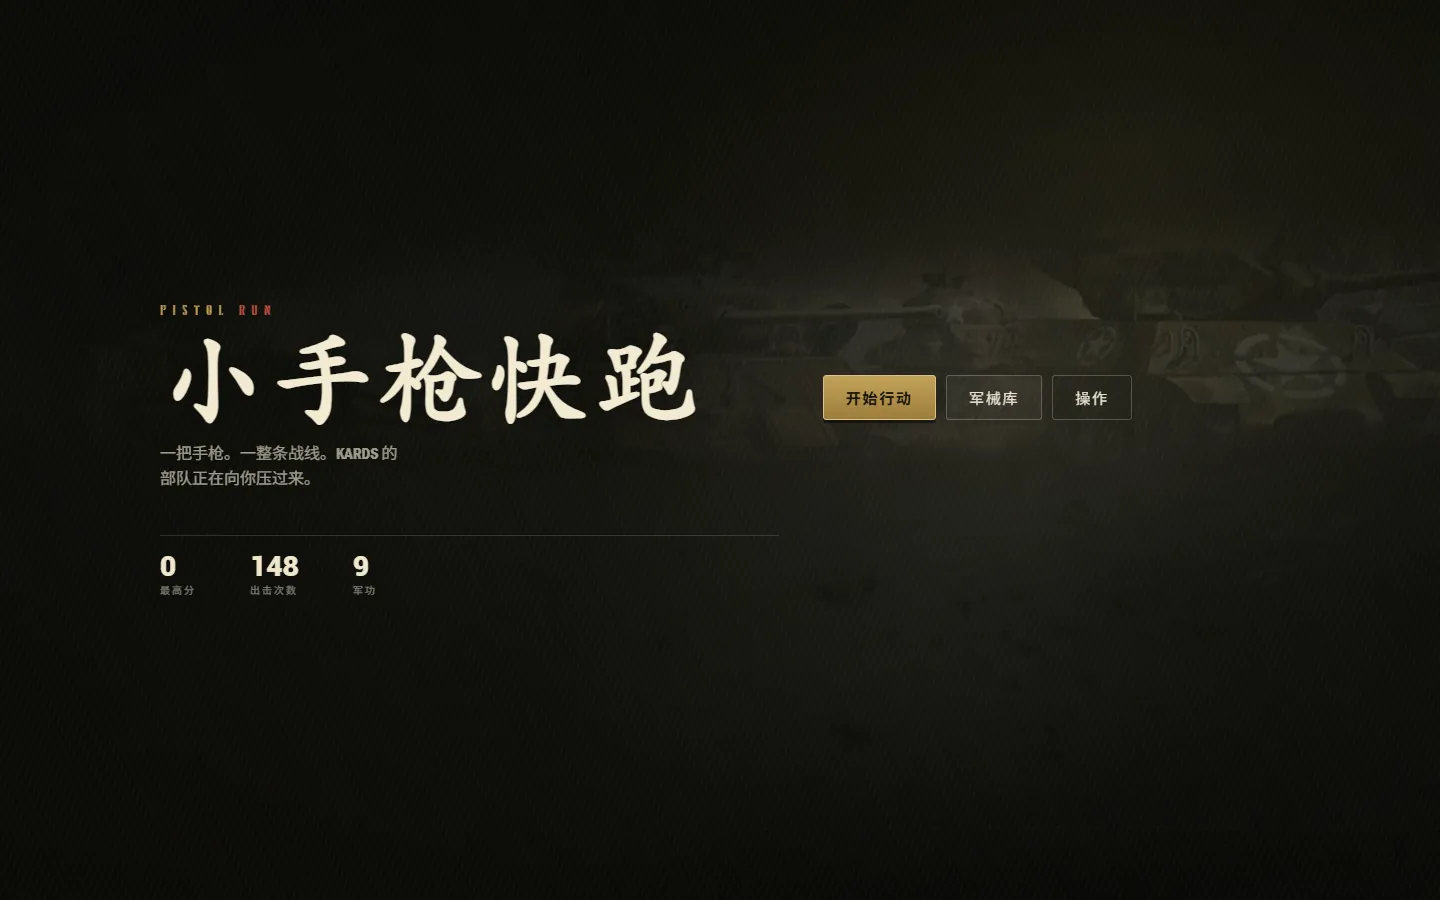 PISTOL RUN
小手枪快跑
一把手枪。一整条战线。KARDS 的
部队正在向你压过来。
开始行动
军械库
操作
0
最高分
148
出击次数
9
军功